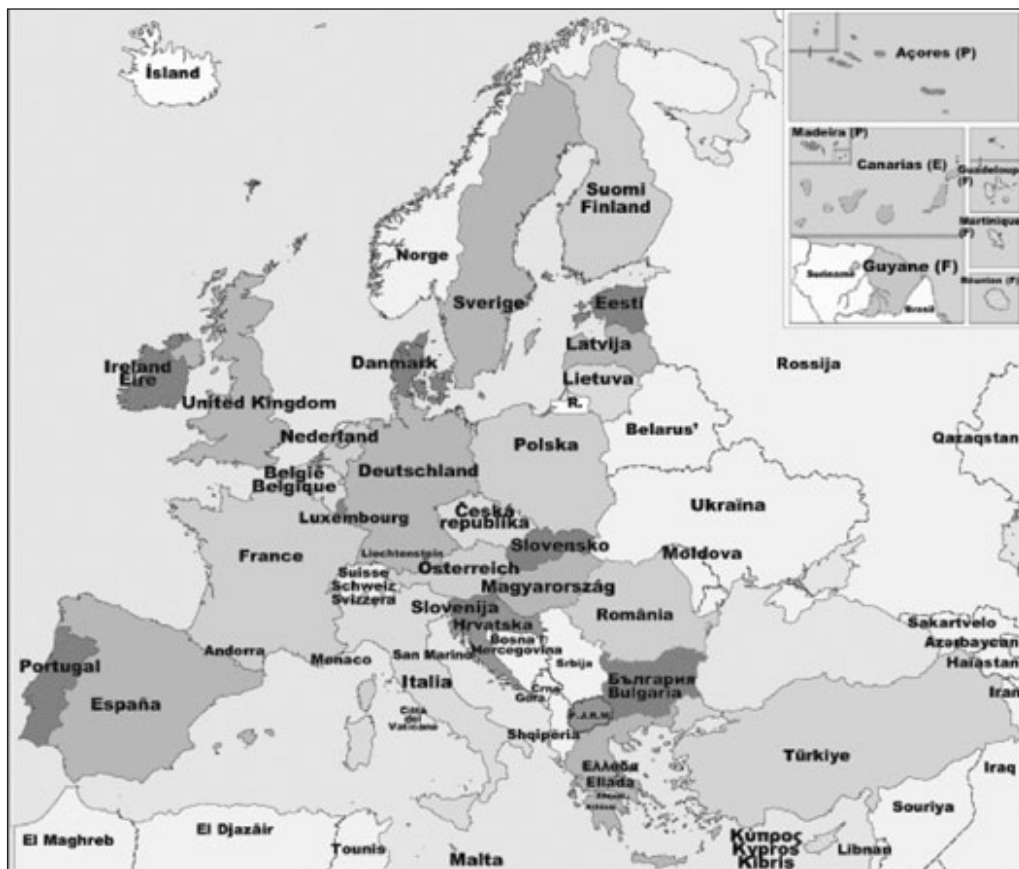 Ísland
Açores (P)
Madeira (P)
Canarias (E)
Guadeloup
(F)
Martinique
(F)
Suriname
Guyane (F)
Réunion (F)
Brasil
Suomi
Finland
Norge
Sverige
Eesti
Latvija
Lietuva
R.
Danmark
Ireland
Éire
United Kingdom
Rossija
Belarus’
Qazaqstan
Nederland
België
Belgique
Deutschland
Polska
Luxembourg
Česká
republika
Ukraïna
France
Liechtenstein
Slovensko
Österreich
Moldova
Suisse
Schweiz
Svizzera
Magyarország
Slovenija
Hrvatska
România
Bosna i
Hercegovina
Srbija
Sakartvelo
Azərbaycan
Haïastan
Iran
Portugal
Andorra
Monaco
San Marino
Italia
Crna
Gora
България
Bulgaria
España
Città
del
Vaticano
F.J.R.M.
Shqipëria
Türkiye
Iraq
Ελλάδα
Ellada
Souriya
El Maghreb
El Djazâir
Tounis
Malta
Κύπρος
Kypros
Kibris
Libnan